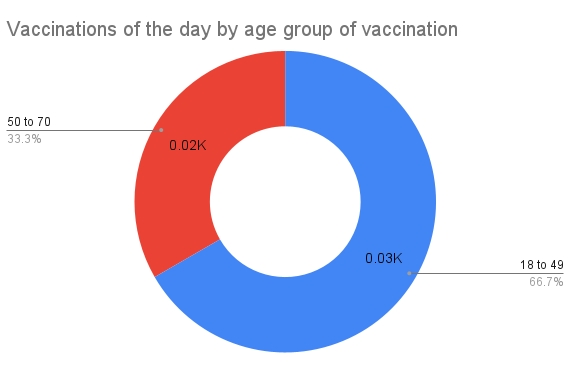 Vaccinations of the day by age group of vaccination
50 to 70
33.3%
0.02K
0.03K
18 to 49
66.7%